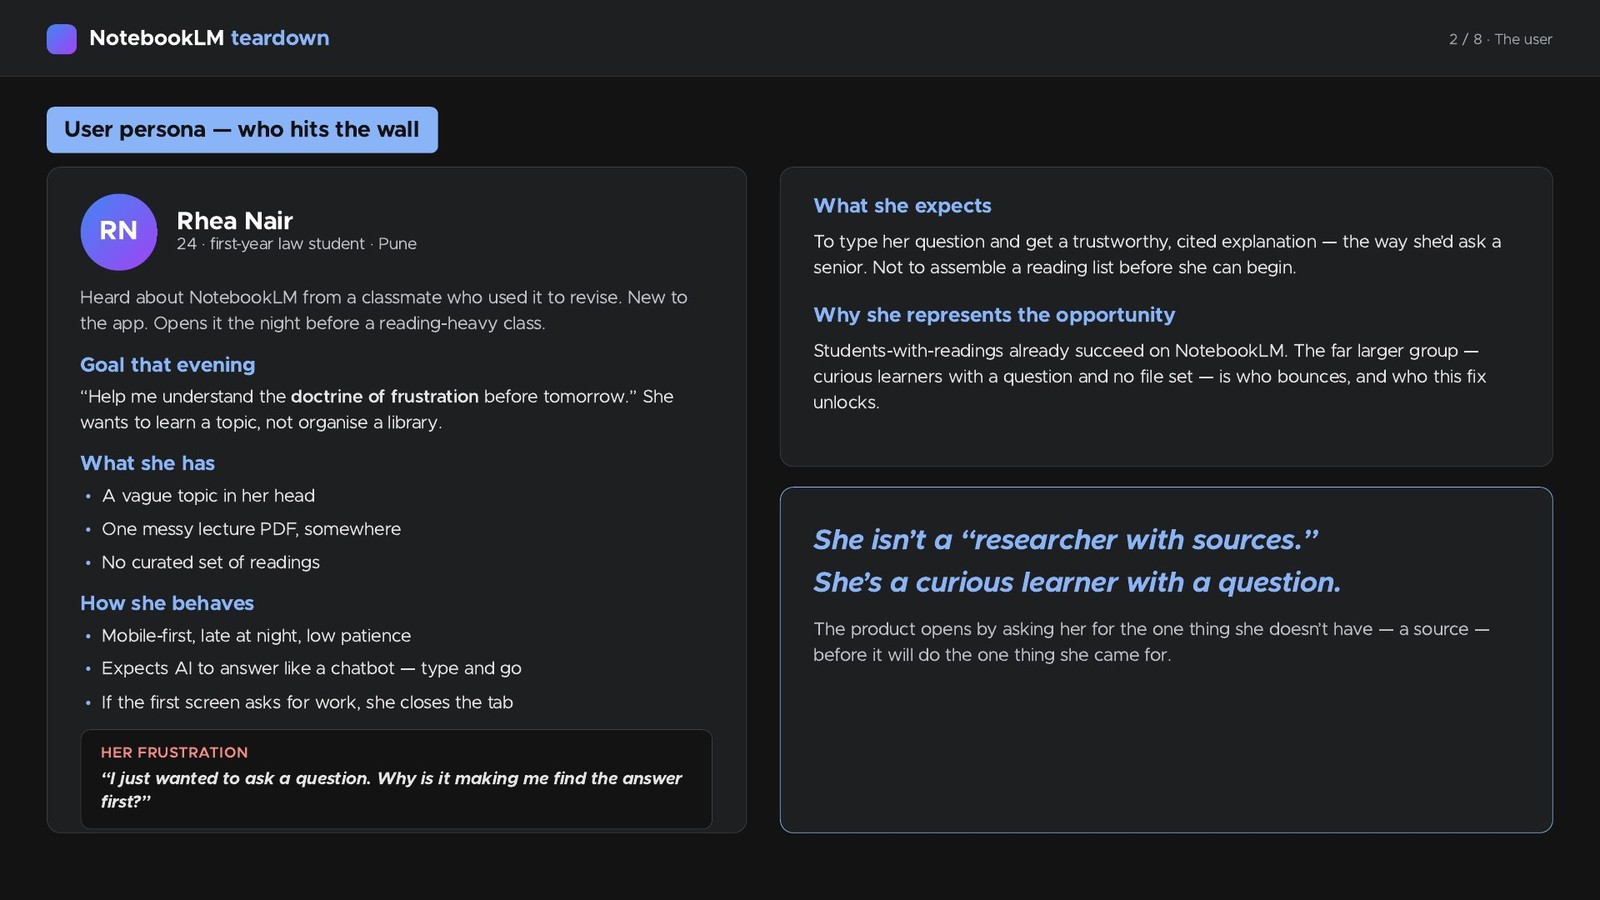 NotebookLM teardown
2 / 8 · The user
User persona — who hits the wall
RN
Rhea Nair
24 · first-year law student · Pune
Heard about NotebookLM from a classmate who used it to revise. New to
the app. Opens it the night before a reading-heavy class.
Goal that evening
“Help me understand the doctrine of frustration before tomorrow.” She
wants to learn a topic, not organise a library.
What she has
• A vague topic in her head
• One messy lecture PDF, somewhere
• No curated set of readings
How she behaves
• Mobile-first, late at night, low patience
• Expects AI to answer like a chatbot — type and go
• If the first screen asks for work, she closes the tab
HER FRUSTRATION
“I just wanted to ask a question. Why is it making me find the answer
first?”
What she expects
To type her question and get a trustworthy, cited explanation — the way she’d ask a
senior. Not to assemble a reading list before she can begin.
Why she represents the opportunity
Students-with-readings already succeed on NotebookLM. The far larger group —
curious learners with a question and no file set — is who bounces, and who this fix
unlocks.
She isn’t a “researcher with sources.”
She’s a curious learner with a question.
The product opens by asking her for the one thing she doesn’t have — a source —
before it will do the one thing she came for.